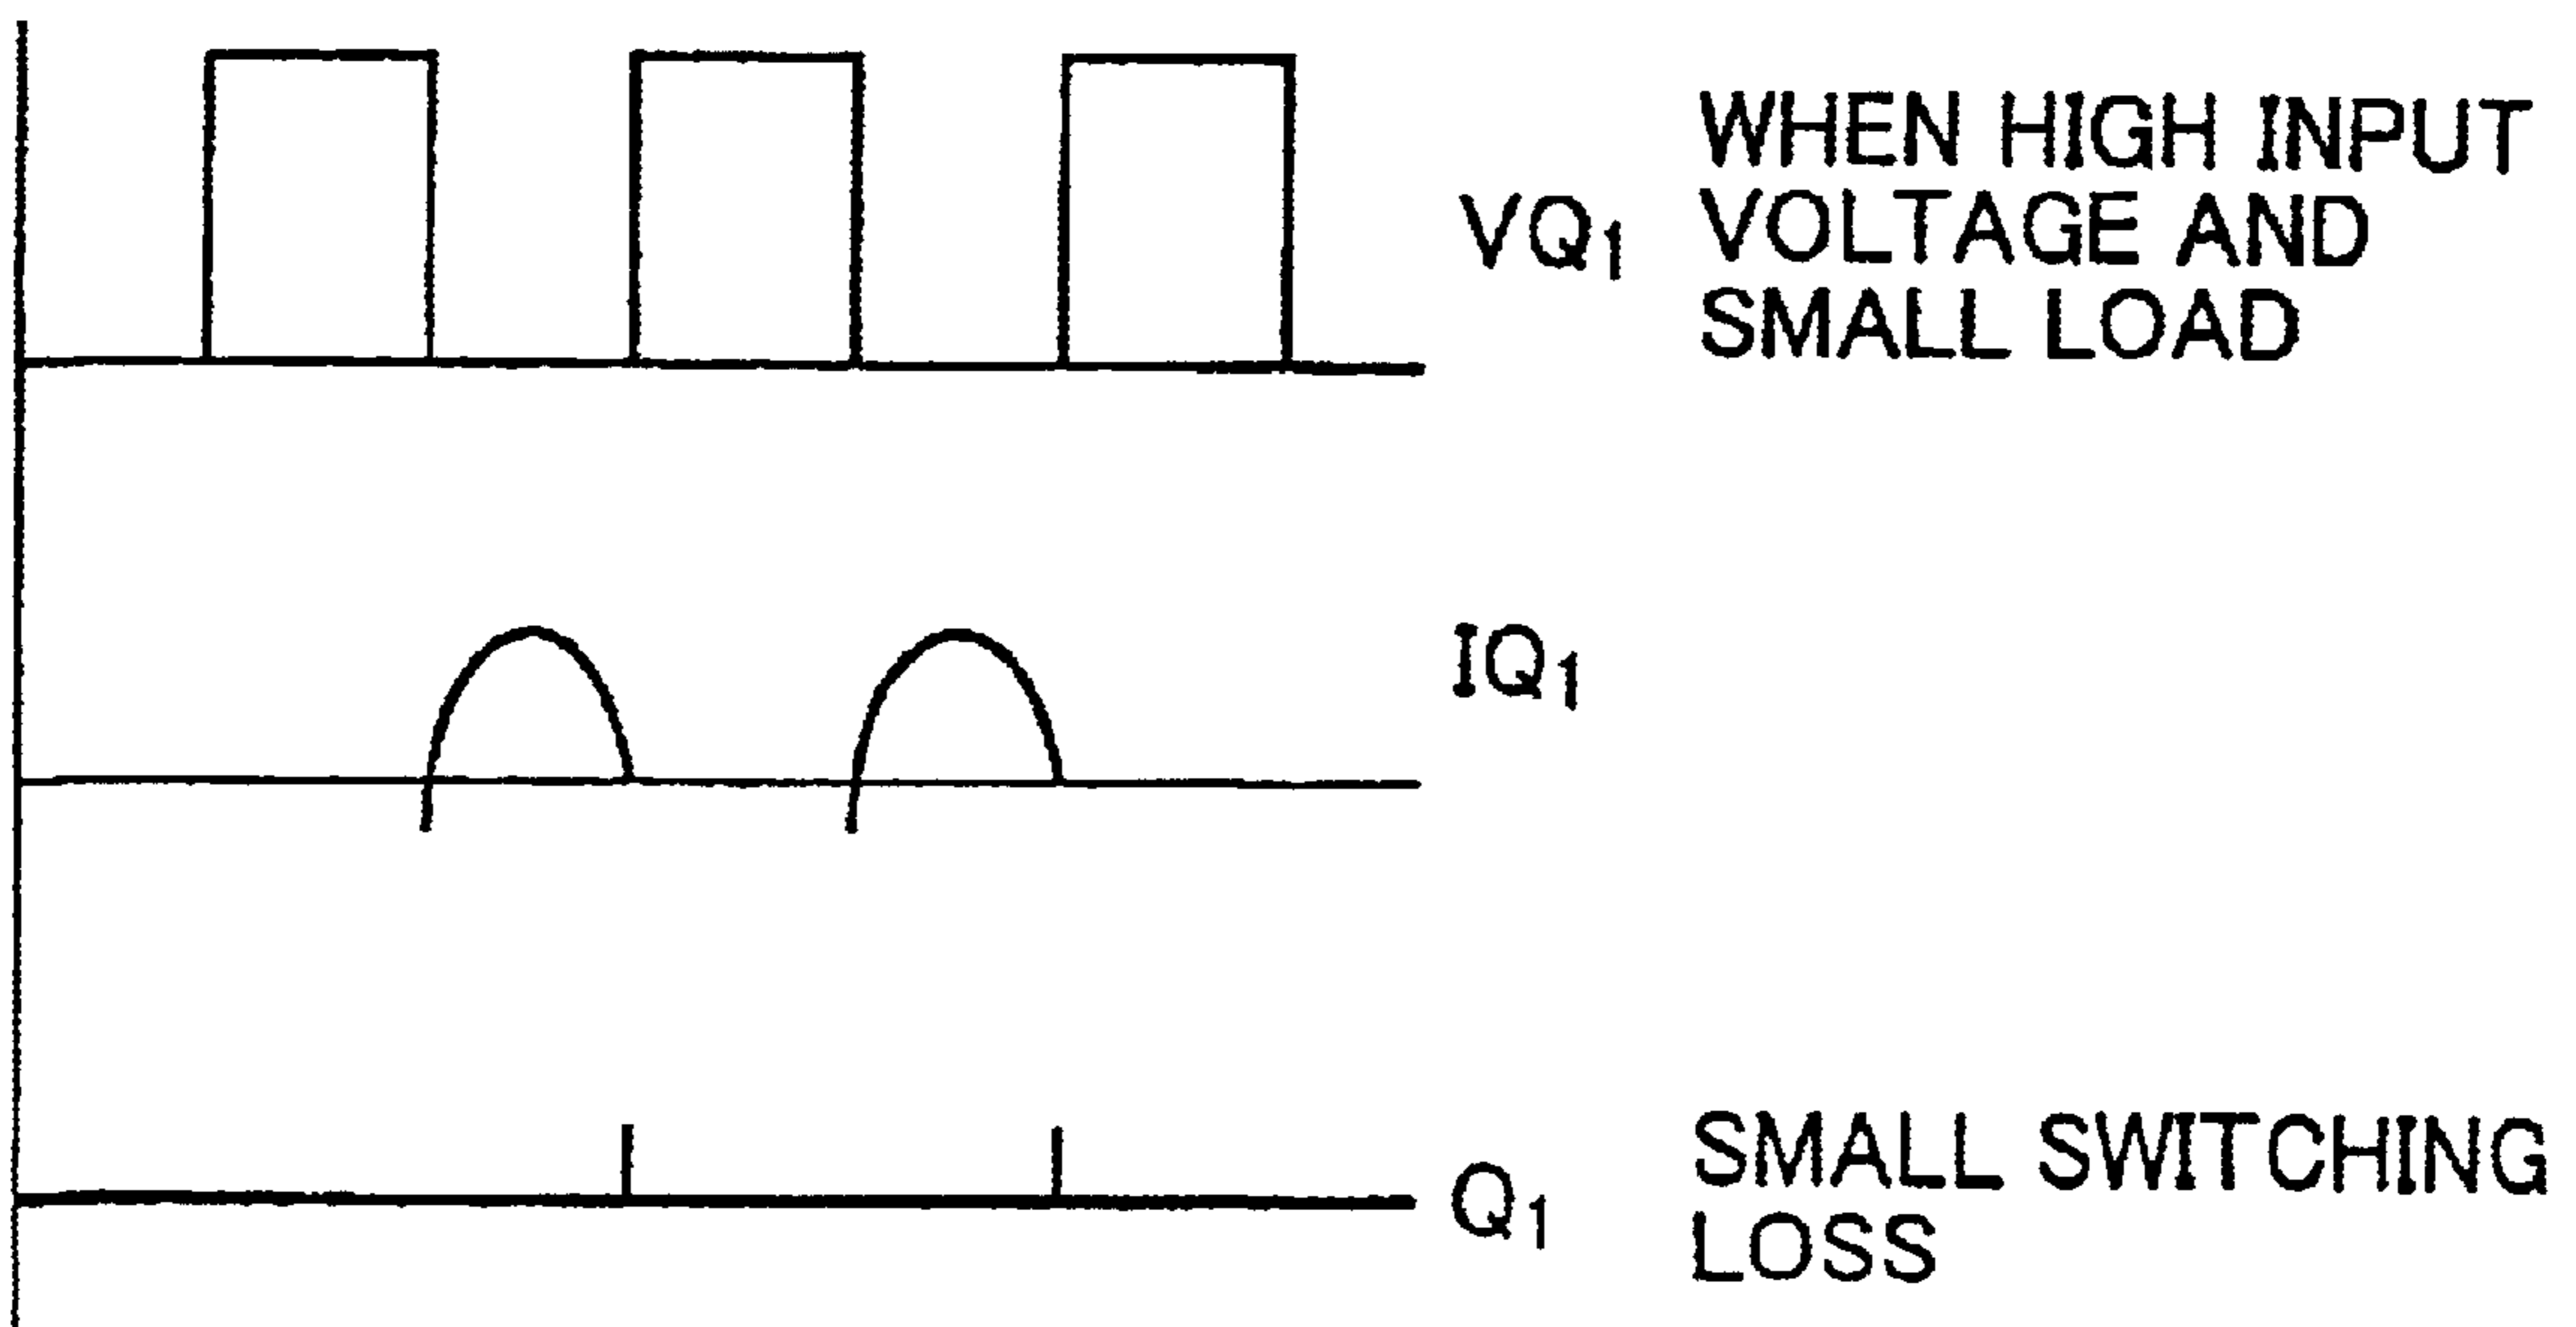 WHEN HIGH INPUT
VQ1 VOLTAGE AND
SMALL LOAD
IQ1
SMALL SWITCHING
Q1
LOSS